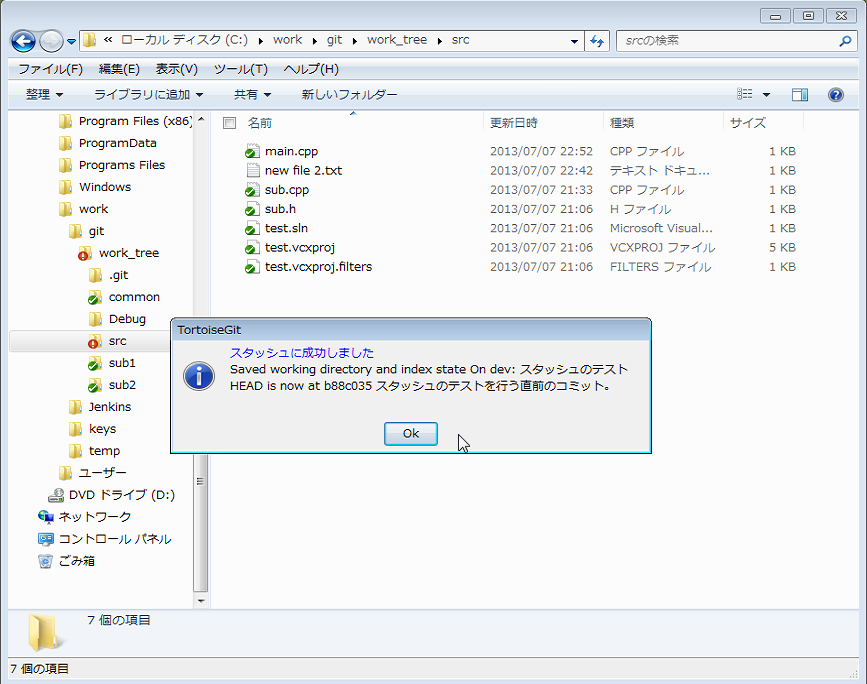 « ローカル ディスク (C:) ▸ work ▸ git ▸ work_tree ▸ src
srcの検索
ファイル(F) 編集(E) 表示(V) ツール(T) ヘルプ(H)
整理 ライブラリに追加 共有 新しいフォルダー
Program Files (x86)
ProgramData
Programs Files
Windows
work
git
work_tree
.git
common
Debug
src
sub1
sub2
Jenkins
keys
temp
ユーザー
DVD ドライブ (D:)
ネットワーク
コントロール パネル
ごみ箱
名前 更新日時 種類 サイズ
main.cpp 2013/07/07 22:52 CPP ファイル 1 KB
new file 2.txt 2013/07/07 22:42 テキスト ドキュ... 1 KB
sub.cpp 2013/07/07 21:33 CPP ファイル 1 KB
sub.h 2013/07/07 21:06 H ファイル 1 KB
test.sln 2013/07/07 21:06 Microsoft Visual... 1 KB
test.vcxproj 2013/07/07 21:06 VCXPROJ ファイル 5 KB
test.vcxproj.filters 2013/07/07 21:06 FILTERS ファイル 1 KB
TortoiseGit
スタッシュに成功しました
Saved working directory and index state On dev: スタッシュのテスト
HEAD is now at b88c035 スタッシュのテストを行う直前のコミット。
Ok
7 個の項目
7 個の項目